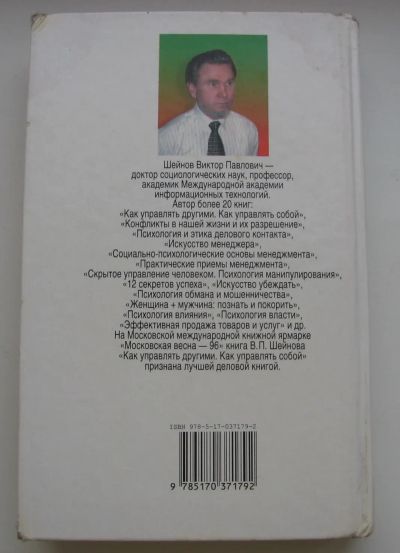 Шейнов Виктор Павлович —
доктор социологических наук, профессор,
академик Международной академии
информационных технологий.
Автор более 20 книг:
«Как управлять другими. Как управлять собой»,
«Конфликты в нашей жизни и их разрешение»,
«Психология и этика делового контакта»,
«Искусство менеджера»,
«Социально-психологические основы менеджмента»,
«Практические приемы менеджмента»,
«Скрытое управление человеком. Психология манипулирования»,
«12 секретов успеха», «Искусство убеждать»,
«Психология обмана и мошенничества»,
«Женщина + мужчина: познать и покорить»,
«Психология влияния», «Психология власти»,
«Эффективная продажа товаров и услуг» и др.
На Московской международной книжной ярмарке
«Московская весна — 96» книга В.П. Шейнова
«Как управлять другими. Как управлять собой»
признана лучшей деловой книгой.
ISBN 978-5-17-037179-2
9 785170 371792